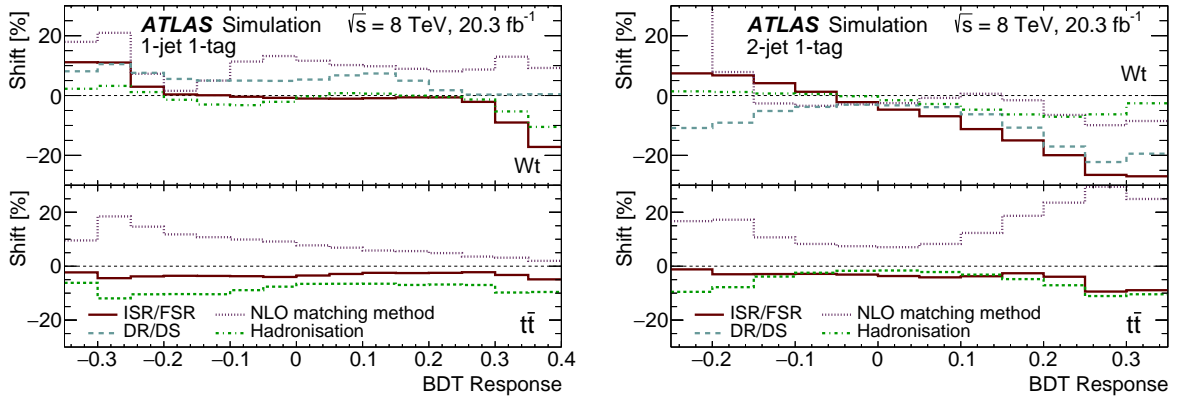 ATLAS Simulation √s = 8 TeV, 20.3 fb⁻¹
1-jet 1-tag
Shift [%]
20
0
−20
Wt
Shift [%]
20
0
−20
ISR/FSR NLO matching method
DR/DS Hadronisation
tt̄
−0.3 −0.2 −0.1 0 0.1 0.2 0.3 0.4
BDT Response
ATLAS Simulation √s = 8 TeV, 20.3 fb⁻¹
2-jet 1-tag
Shift [%]
20
0
−20
Wt
Shift [%]
20
0
−20
ISR/FSR NLO matching method
DR/DS Hadronisation
tt̄
−0.2 −0.1 0 0.1 0.2 0.3
BDT Response